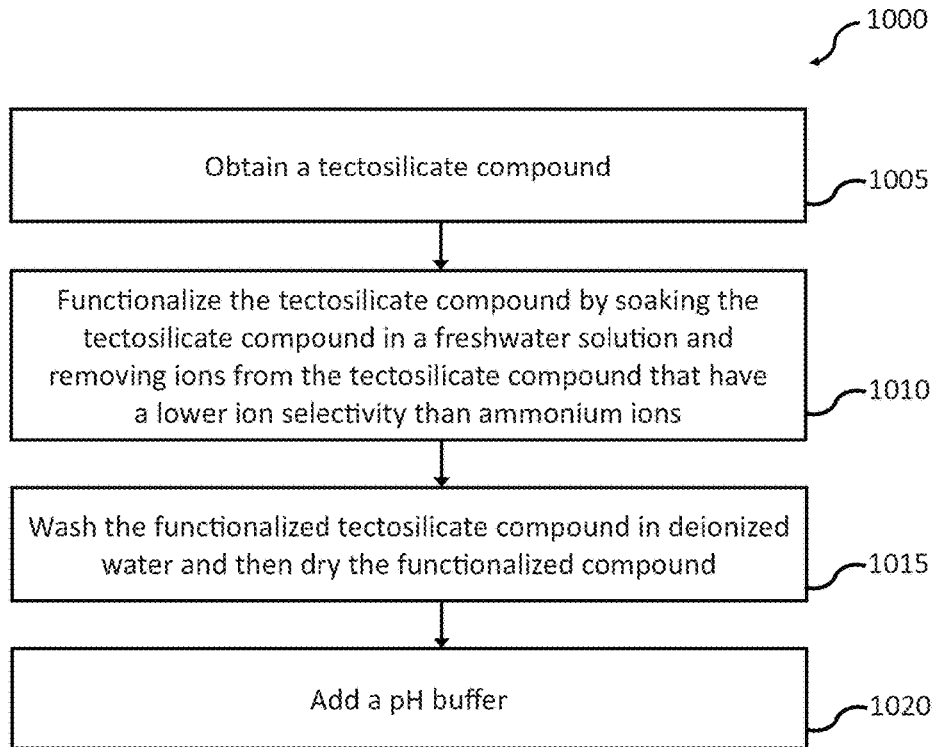 1000
Obtain a tectosilicate compound
1005
Functionalize the tectosilicate compound by soaking the
tectosilicate compound in a freshwater solution and
removing ions from the tectosilicate compound that have
a lower ion selectivity than ammonium ions
1010
Wash the functionalized tectosilicate compound in deionized
water and then dry the functionalized compound
1015
Add a pH buffer
1020